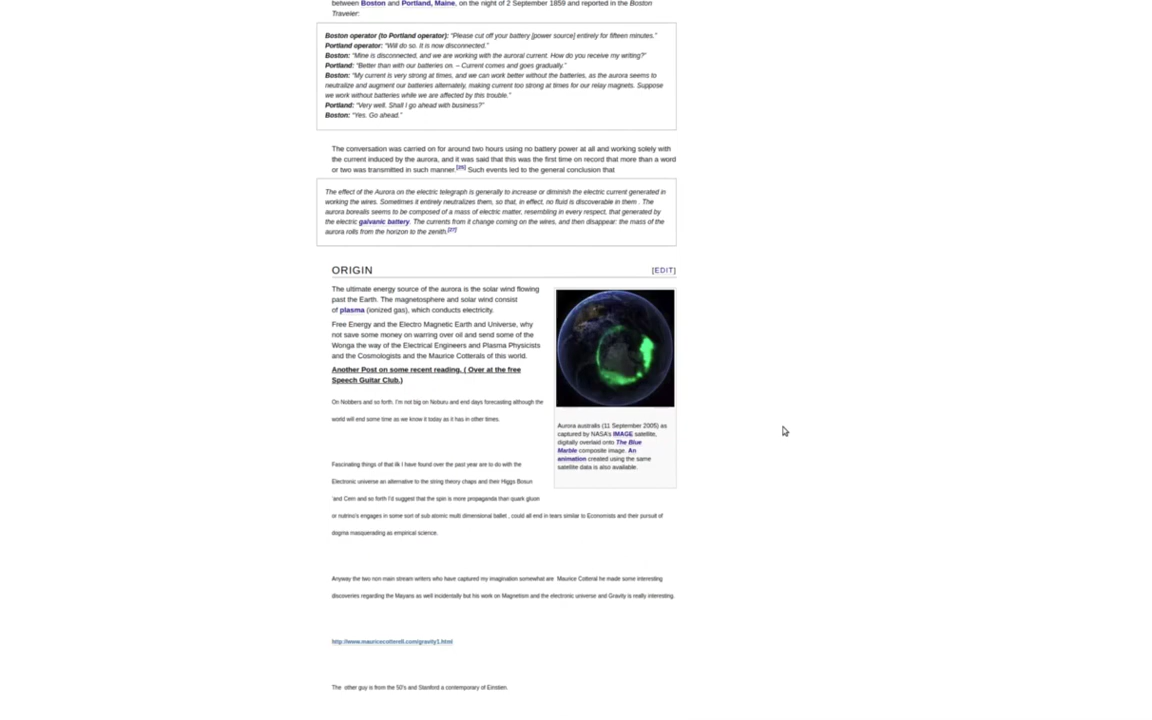 between Boston and Portland, Maine, on the night of 2 September 1859 and reported in the Boston
Traveler:
Boston operator (to Portland operator): "Please cut off your battery [power source] entirely for fifteen minutes."
Portland operator: "Will do so. It is now disconnected."
Boston: "Mine is disconnected, and we are working with the auroral current. How do you receive my writing?"
Portland: "Better than with our batteries on. – Current comes and goes gradually."
Boston: "My current is very strong at times, and we can work better without the batteries, as the aurora seems to
neutralize and augment our batteries alternately, making current too strong at times for our relay magnets. Suppose
we work without batteries while we are affected by this trouble."
Portland: "Very well. Shall I go ahead with business?"
Boston: "Yes. Go ahead."
The conversation was carried on for around two hours using no battery power at all and working solely with
the current induced by the aurora, and it was said that this was the first time on record that more than a word
or two was transmitted in such manner. Such events led to the general conclusion that
The effect of the Aurora on the electric telegraph is generally to increase or diminish the electric current generated in
working the wires. Sometimes it entirely neutralizes them, so that, in effect, no fluid is discoverable in them . The
aurora borealis seems to be composed of a mass of electric matter, resembling in every respect, that generated by
the electric galvanic battery. The currents from it change coming on the wires, and then disappear: the mass of the
aurora rolls from the horizon to the zenith.[27]
ORIGIN [EDIT]
The ultimate energy source of the aurora is the solar wind flowing
past the Earth. The magnetosphere and solar wind consist
of plasma (ionized gas), which conducts electricity.
Free Energy and the Electro Magnetic Earth and Universe, why
not save some money on warring over oil and send some of the
Wonga the way of the Electrical Engineers and Plasma Physicists
and the Cosmologists and the Maurice Cotterals of this world.
Another Post on some recent reading. ( Over at the free
Speech Guitar Club.)
On Nobbers and so forth, I'm not big on Noburu and end days forecasting although the
world will end some time as we know it today as it has in other times.
Aurora australis (11 September 2005) as
captured by NASA's IMAGE satellite,
digitally overlaid onto The Blue
Marble composite image. An
animation created using the same
satellite data is also available.
Fascinating things of that ilk I have found over the past year are to do with the
Electronic universe an alternative to the string theory chaps and their Higgs Bosun
'and Cern and so forth I'd suggest that the spin is more propaganda than quark gluon
or nutrino's engages in some sort of sub atomic multi dimensional ballet , could all end in tears similar to Economists and their pursuit of
dogma masquerading as empirical science.
Anyway the two non main stream writers who have captured my imagination somewhat are Maurice Cotteral he made some interesting
discoveries regarding the Mayans as well incidentally but his work on Magnetism and the electronic universe and Gravity is really interesting.
http://www.mauricecotterell.com/gravity1.html
The other guy is from the 50's and Stanford a contemporary of Einsten.